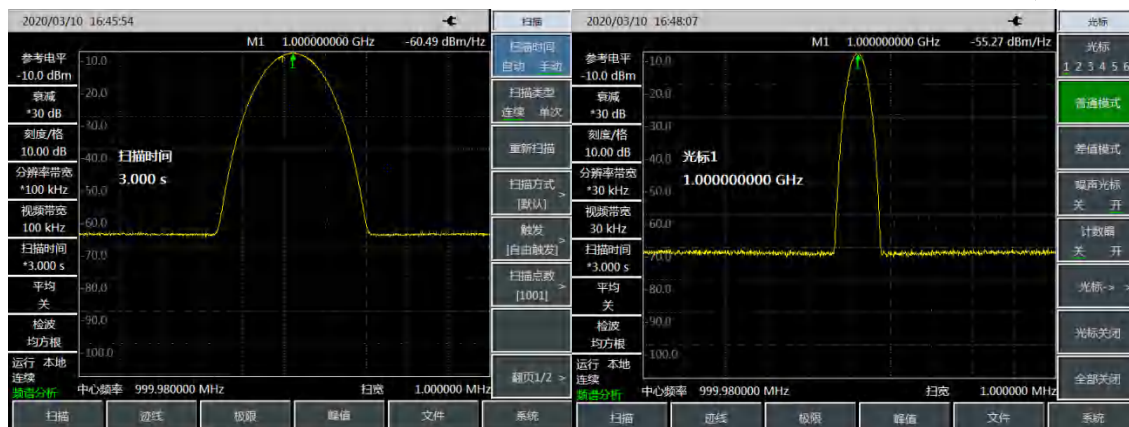 2020/03/10 16:45:54
扫描
M1 1.000000000 GHz -60.49 dBm/Hz
参考电平
-10.0 dBm
衰减
*30 dB
刻度/格
10.00 dB
分辨率带宽
*100 kHz
视频带宽
100 kHz
扫描时间
*3.000 s
平均
关
检波
均方根
运行 本地
连续
频谱分析
-10.0
-20.0
-30.0
-40.0
-50.0
-60.0
-70.0
-80.0
-90.0
-100.0
扫描时间
3.000 s
中心频率 999.980000 MHz 扫宽 1.000000 MHz
扫描时间
自动 手动
扫描类型
连续 单次
重新扫描
扫描方式 >
[默认]
触发 >
[自由触发]
扫描点数 >
[1001]
翻页1/2 >
扫描 迹线 极限 峰值 文件 系统
2020/03/10 16:48:07
光标
M1 1.000000000 GHz -55.27 dBm/Hz
参考电平
-10.0 dBm
衰减
*30 dB
刻度/格
10.00 dB
分辨率带宽
*30 kHz
视频带宽
30 kHz
扫描时间
*3.000 s
平均
关
检波
均方根
运行 本地
连续
频谱分析
-10.0
-20.0
-30.0
-40.0
-50.0
-60.0
-70.0
-80.0
-90.0
-100.0
光标1
1.000000000 GHz
中心频率 999.980000 MHz 扫宽 1.000000 MHz
光标
1 2 3 4 5 6
普通模式
差值模式
噪声光标
关 开
计数器
关 开
光标-> >
光标关闭
全部关闭
扫描 迹线 极限 峰值 文件 系统